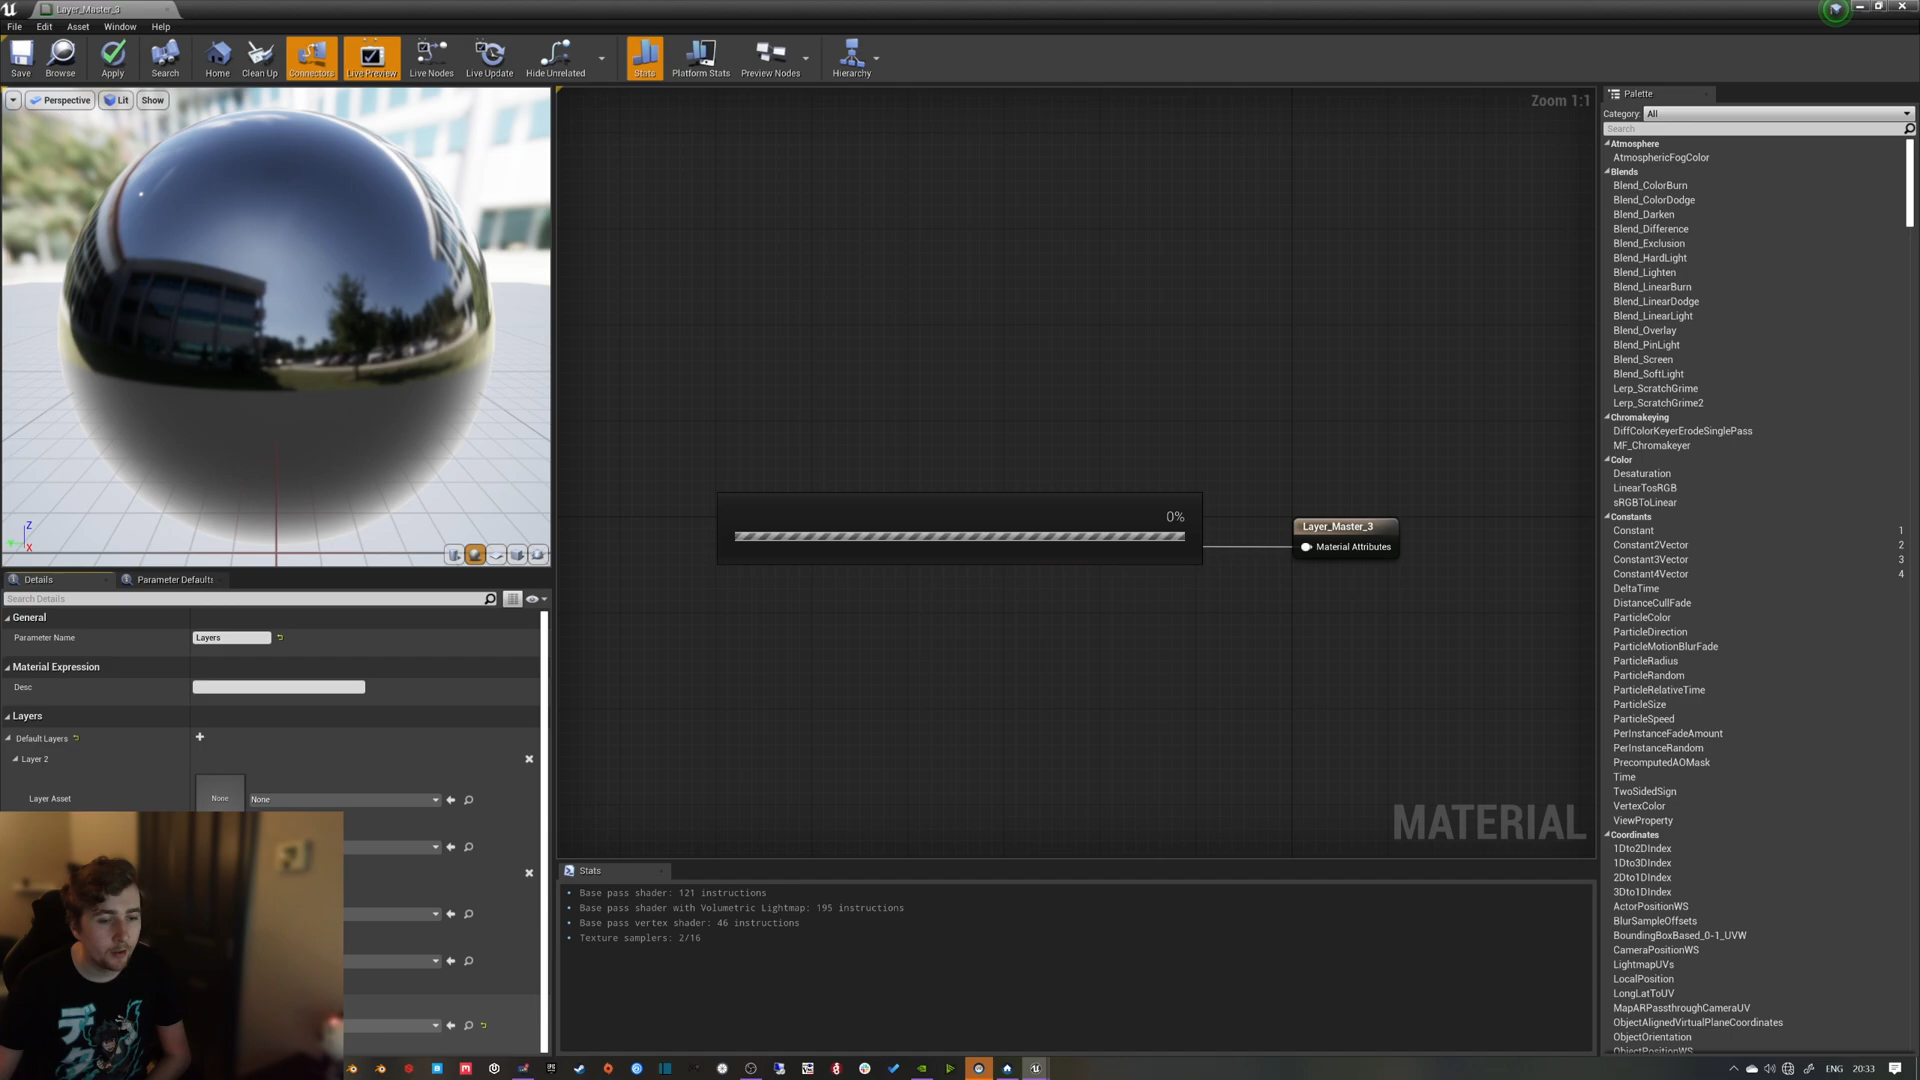 Layer_Master_3
File Edit Asset Window Help
Save Browse Apply Search Home Clean Up Connectors Live Preview Live Nodes Live Update Hide Unrelated Stats Platform Stats Preview Nodes Hierarchy
Perspective Lit Show
Z
X
Zoom 1:1
0%
Layer_Master_3
Material Attributes
MATERIAL
Details Parameter Defaults
Search Details
General
Parameter Name Layers
Material Expression
Desc
Layers
Default Layers
Layer 2
Layer Asset None None
デク
Stats
Base pass shader: 121 instructions
Base pass shader with Volumetric Lightmap: 195 instructions
Base pass vertex shader: 46 instructions
Texture samplers: 2/16
Palette
Category: All
Search
Atmosphere
AtmosphericFogColor
Blends
Blend_ColorBurn
Blend_ColorDodge
Blend_Darken
Blend_Difference
Blend_Exclusion
Blend_HardLight
Blend_Lighten
Blend_LinearBurn
Blend_LinearDodge
Blend_LinearLight
Blend_Overlay
Blend_PinLight
Blend_Screen
Blend_SoftLight
Lerp_ScratchGrime
Lerp_ScratchGrime2
Chromakeying
DiffColorKeyerErodeSinglePass
MF_Chromakeyer
Color
Desaturation
LinearTosRGB
sRGBToLinear
Constants
Constant 1
Constant2Vector 2
Constant3Vector 3
Constant4Vector 4
DeltaTime
DistanceCullFade
ParticleColor
ParticleDirection
ParticleMotionBlurFade
ParticleRadius
ParticleRandom
ParticleRelativeTime
ParticleSize
ParticleSpeed
PerInstanceFadeAmount
PerInstanceRandom
PrecomputedAOMask
Time
TwoSidedSign
VertexColor
ViewProperty
Coordinates
1Dto2DIndex
1Dto3DIndex
2Dto1DIndex
3Dto1DIndex
ActorPositionWS
BlurSampleOffsets
BoundingBoxBased_0-1_UVW
CameraPositionWS
LightmapUVs
LocalPosition
LongLatToUV
MapARPassthroughCameraUV
ObjectAlignedVirtualPlaneCoordinates
ObjectOrientation
ObjectPositionWS
ENG 20:33